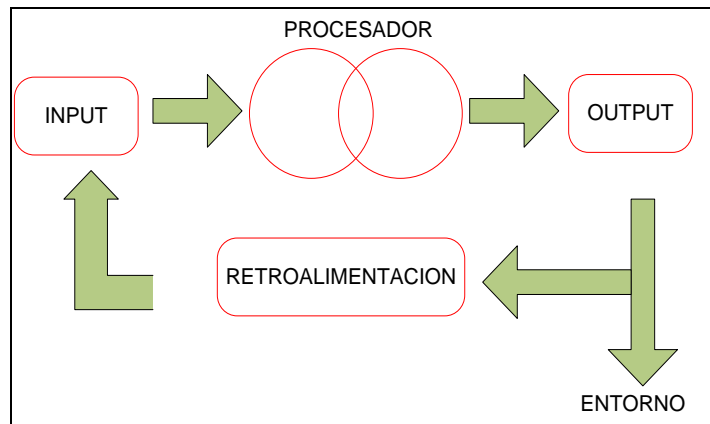 PROCESADOR
INPUT
OUTPUT
RETROALIMENTACION
ENTORNO